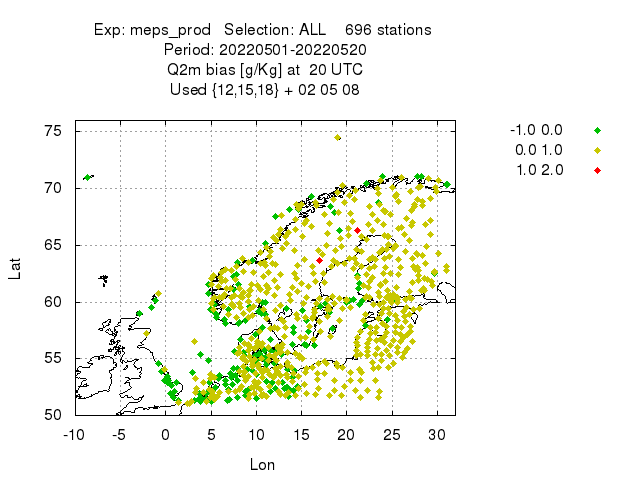 Exp: meps_prod   Selection: ALL    696 stations
Period: 20220501-20220520
Q2m bias [g/Kg] at  20 UTC
Used {12,15,18} + 02 05 08
-1.0 0.0
0.0 1.0
1.0 2.0
75
70
65
60
55
50
Lat
-10 -5 0 5 10 15 20 25 30
Lon